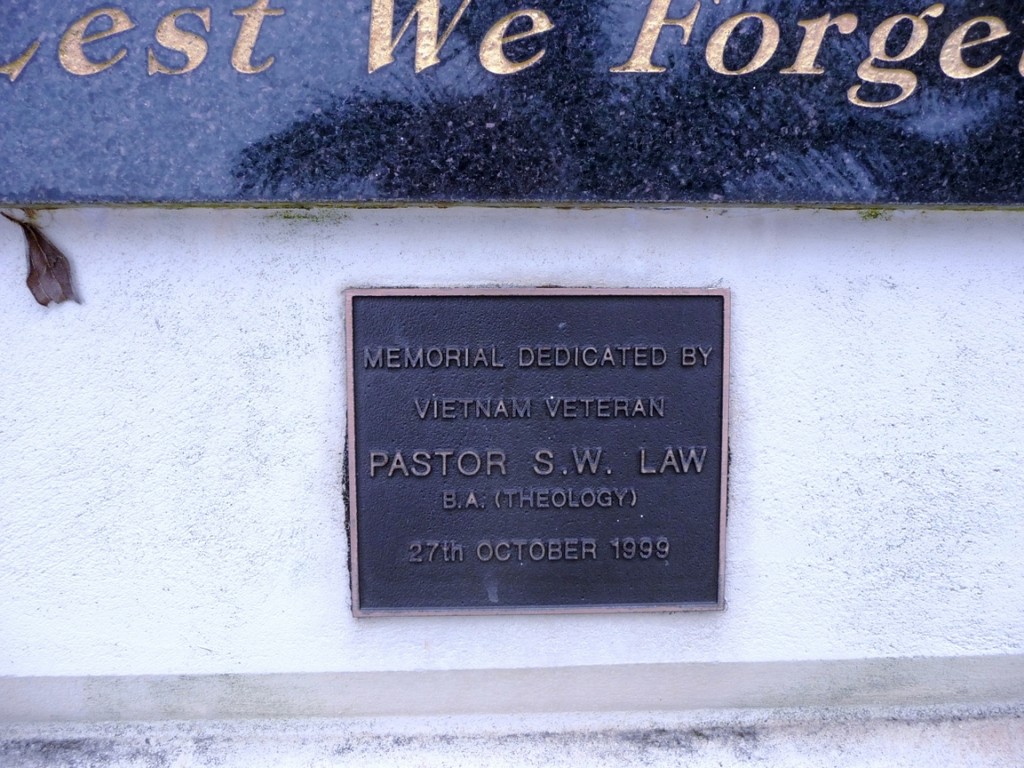 Lest We Forget
MEMORIAL DEDICATED BY
VIETNAM VETERAN
PASTOR S.W. LAW
B.A. (THEOLOGY)
27th OCTOBER 1999